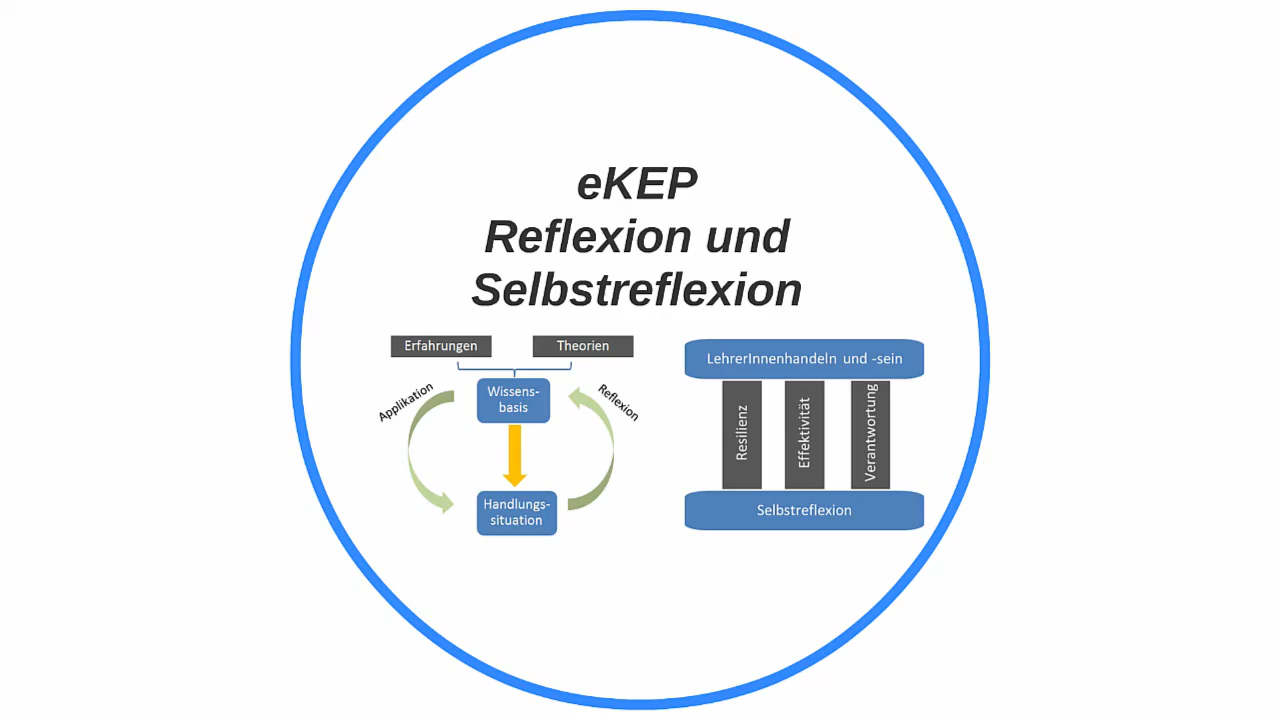 eKEP
Reflexion und
Selbstreflexion
Erfahrungen
Theorien
Wissens-
basis
Applikation
Reflexion
Handlungs-
situation
LehrerInnenhandeln und -sein
Resilienz
Effektivität
Verantwortung
Selbstreflexion